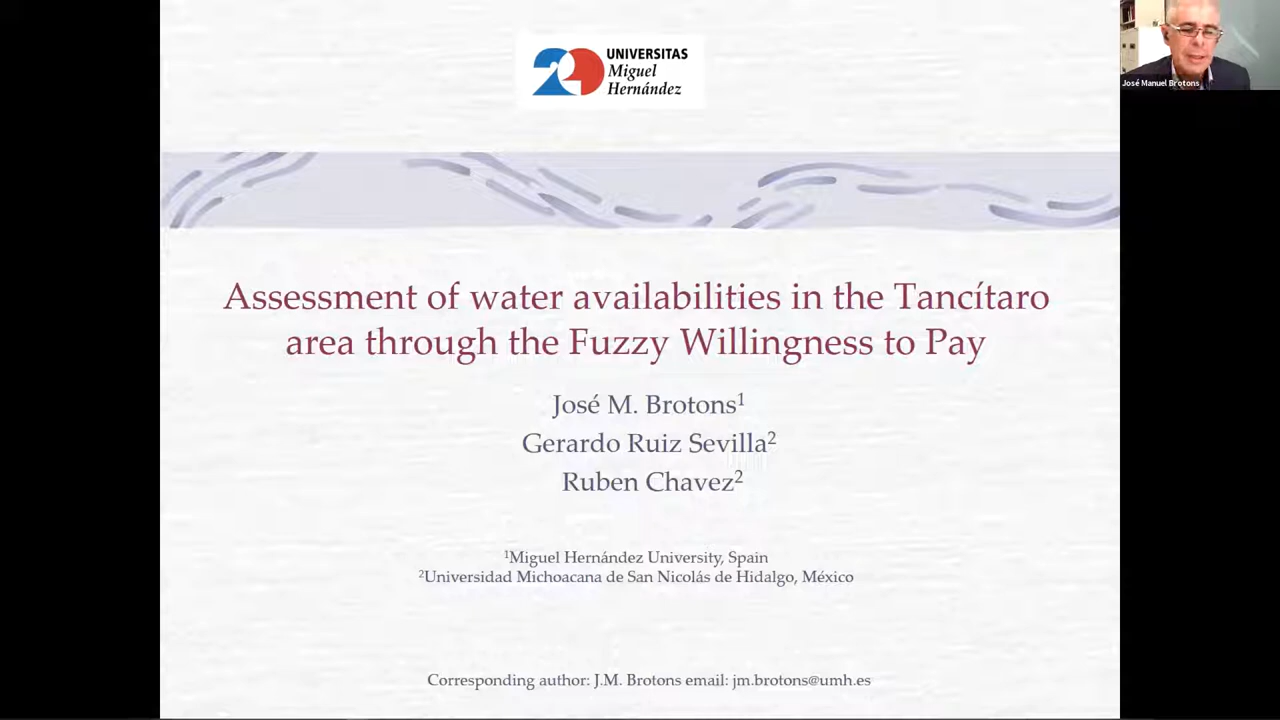 UNIVERSITAS
Miguel
Hernández
José Manuel Brotons
Assessment of water availabilities in the Tancítaro
area through the Fuzzy Willingness to Pay
José M. Brotons¹
Gerardo Ruiz Sevilla²
Ruben Chavez²
¹Miguel Hernández University, Spain
²Universidad Michoacana de San Nicolás de Hidalgo, México
Corresponding author: J.M. Brotons email: jm.brotons@umh.es